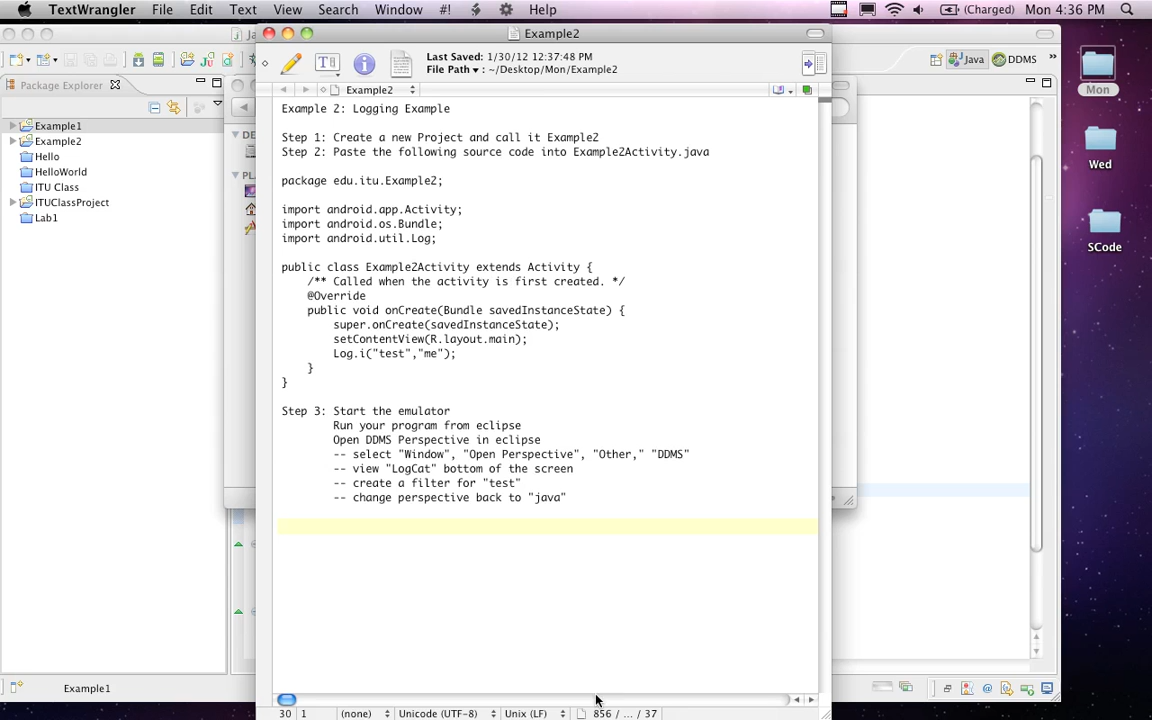 TextWrangler File Edit Text View Search Window #! Help (Charged) Mon 4:36 PM
Example2
Last Saved: 1/30/12 12:37:48 PM
File Path ▾ : ~/Desktop/Mon/Example2
Java DDMS
Package Explorer
Example2
Example1
Example2
Hello
HelloWorld
ITU Class
ITUClassProject
Lab1
Example 2: Logging Example
Step 1: Create a new Project and call it Example2
Step 2: Paste the following source code into Example2Activity.java
package edu.itu.Example2;
import android.app.Activity;
import android.os.Bundle;
import android.util.Log;
public class Example2Activity extends Activity {
/** Called when the activity is first created. */
@Override
public void onCreate(Bundle savedInstanceState) {
super.onCreate(savedInstanceState);
setContentView(R.layout.main);
Log.i("test","me");
}
}
Step 3: Start the emulator
Run your program from eclipse
Open DDMS Perspective in eclipse
-- select "Window", "Open Perspective", "Other," "DDMS"
-- view "LogCat" bottom of the screen
-- create a filter for "test"
-- change perspective back to "java"
Mon
Wed
SCode
Example1
30 1 (none) Unicode (UTF-8) Unix (LF) 856 / ... / 37